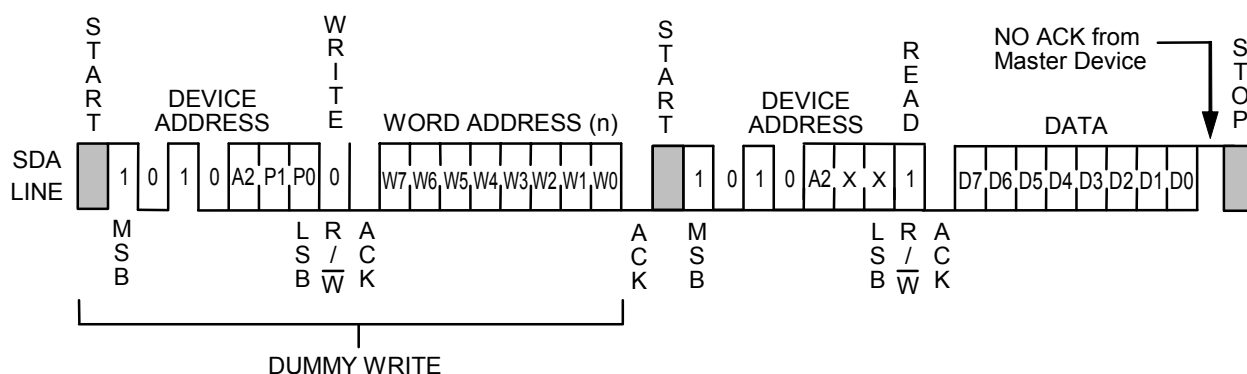 START
WRITE
START
READ
NO ACK from
Master Device
STOP
DEVICE
ADDRESS
WORD ADDRESS (n)
DEVICE
ADDRESS
DATA
SDA
LINE
1 0 1 0 A2 P1 P0 0 W7 W6 W5 W4 W3 W2 W1 W0 1 0 1 0 A2 X X 1 D7 D6 D5 D4 D3 D2 D1 D0
MSB
LSB
R/W
ACK
ACK
MSB
LSB
R/W
ACK
DUMMY WRITE